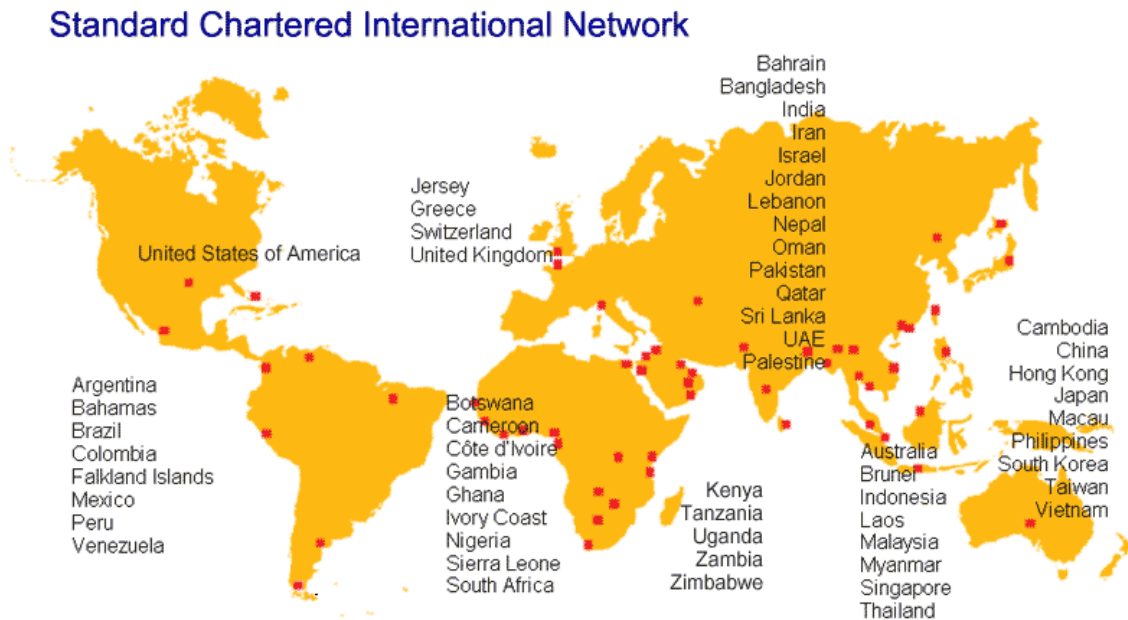 Standard Chartered International Network
Bahrain
Bangladesh
India
Iran
Israel
Jordan
Lebanon
Nepal
Oman
Pakistan
Qatar
Sri Lanka
UAE
Palestine
Jersey
Greece
Switzerland
United Kingdom
United States of America
Argentina
Bahamas
Brazil
Colombia
Falkland Islands
Mexico
Peru
Venezuela
Botswana
Cameroon
Côte d'Ivoire
Gambia
Ghana
Ivory Coast
Nigeria
Sierra Leone
South Africa
Kenya
Tanzania
Uganda
Zambia
Zimbabwe
Cambodia
China
Hong Kong
Japan
Macau
Philippines
South Korea
Taiwan
Vietnam
Australia
Brunei
Indonesia
Laos
Malaysia
Myanmar
Singapore
Thailand